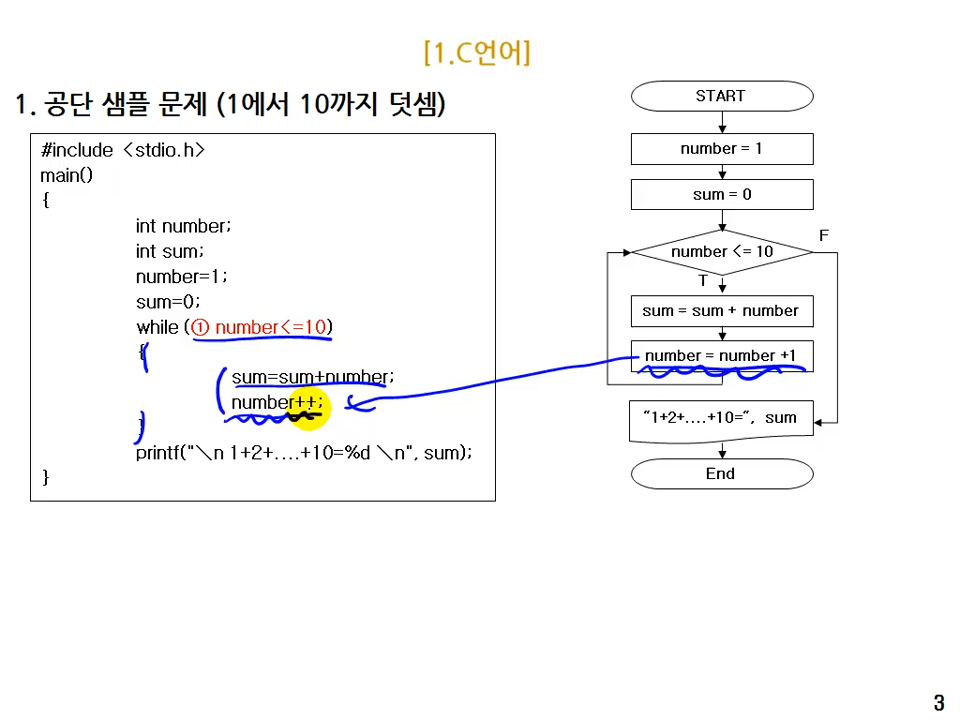 [1.C언어]
1. 공단 샘플 문제 (1에서 10까지 덧셈)
#include <stdio.h>
main()
{
int number;
int sum;
number=1;
sum=0;
while (① number<=10)
{
sum=sum+number;
number++;
}
printf("\n 1+2+....+10=%d \n", sum);
}
START
number = 1
sum = 0
number <= 10
F
T
sum = sum + number
number = number +1
"1+2+....+10=", sum
End
3